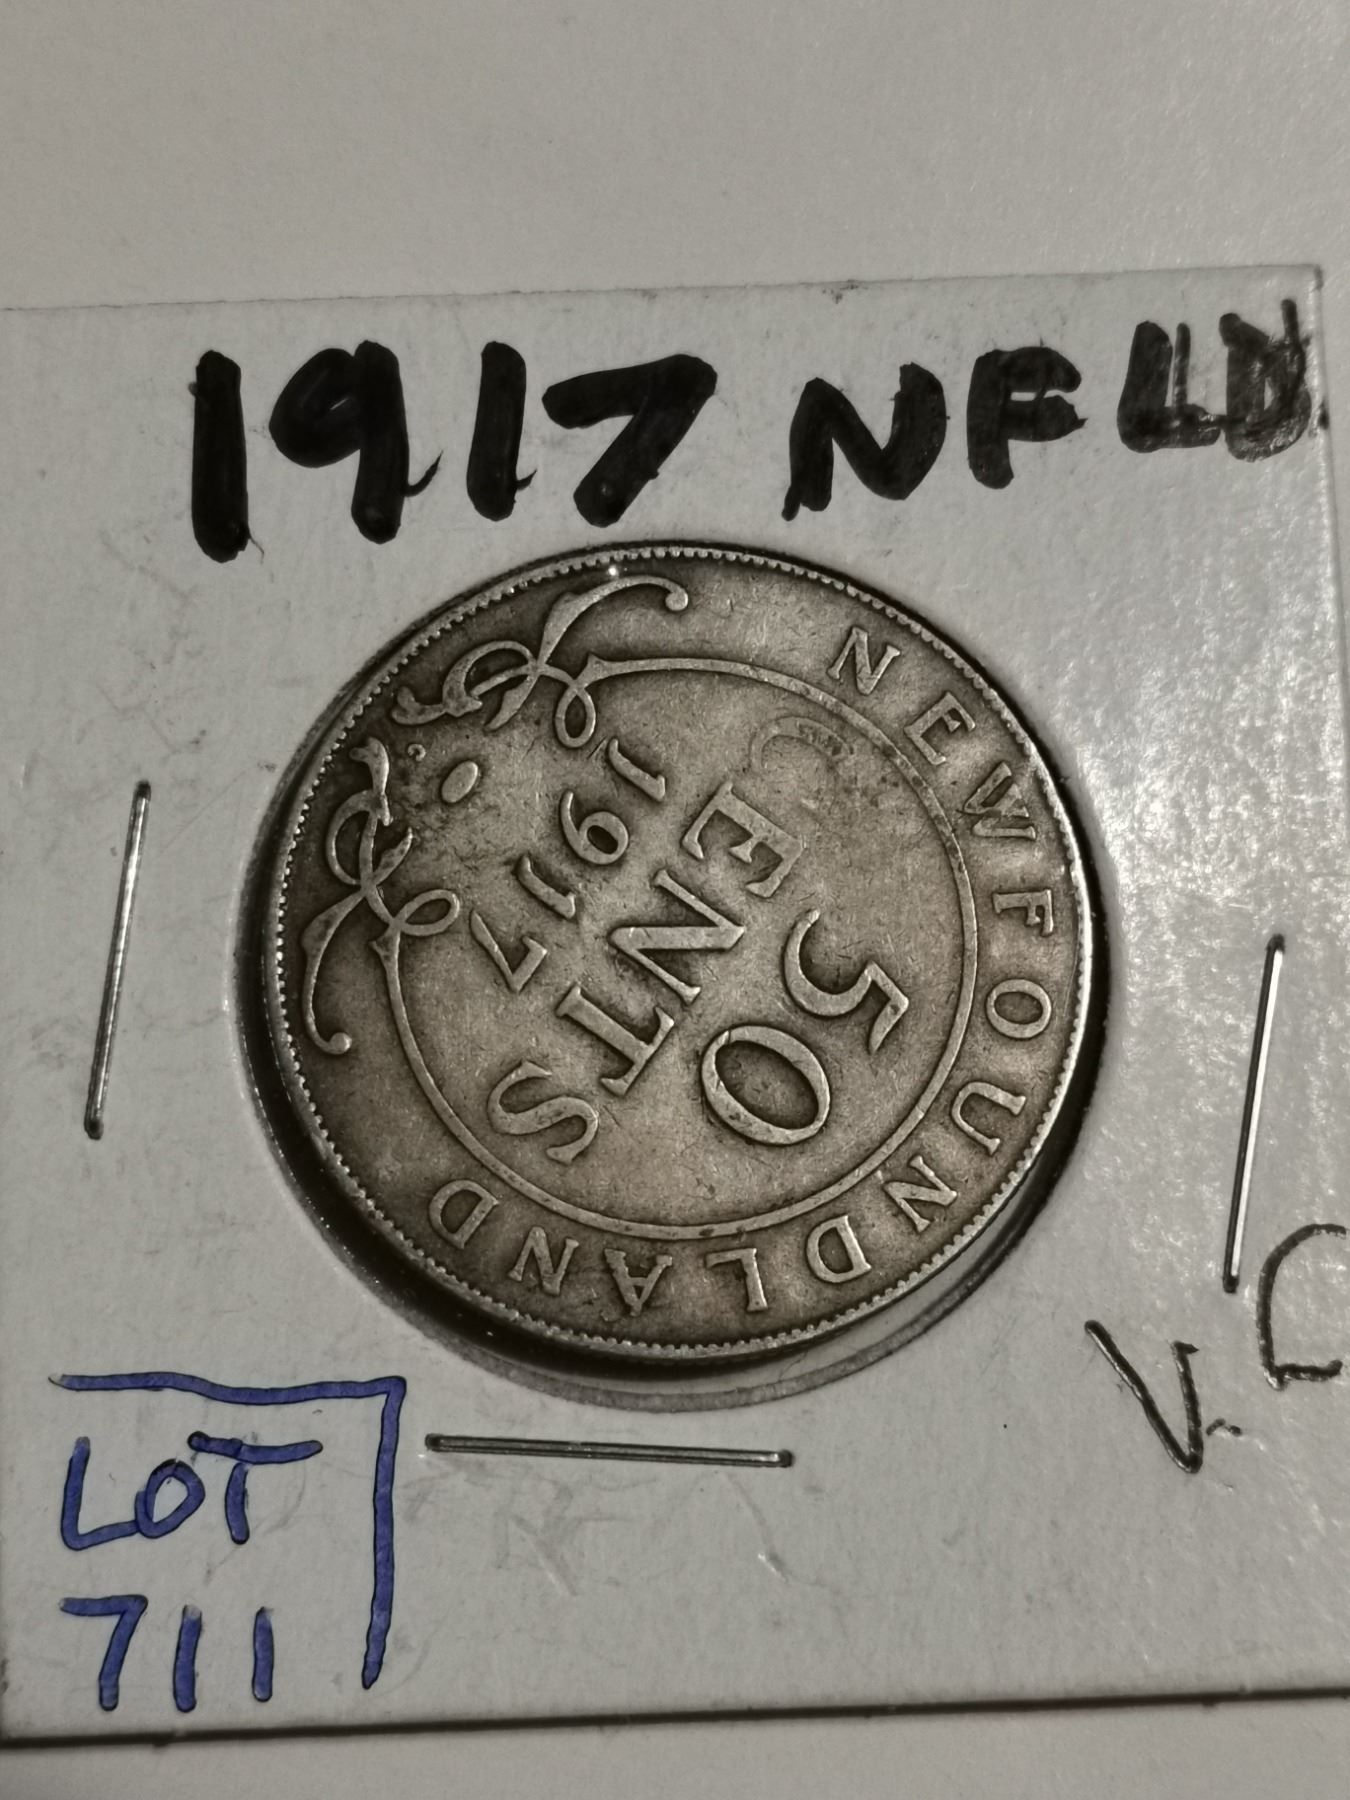 1917 NFLD
NEWFOUNDLAND
50
CENTS
1917
C
LOT
711
V.